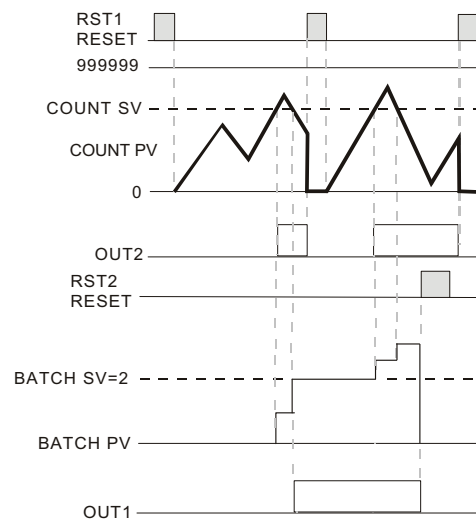 RST1
RESET
999999
COUNT SV
COUNT PV
0
OUT2
RST2
RESET
BATCH SV=2
BATCH PV
OUT1